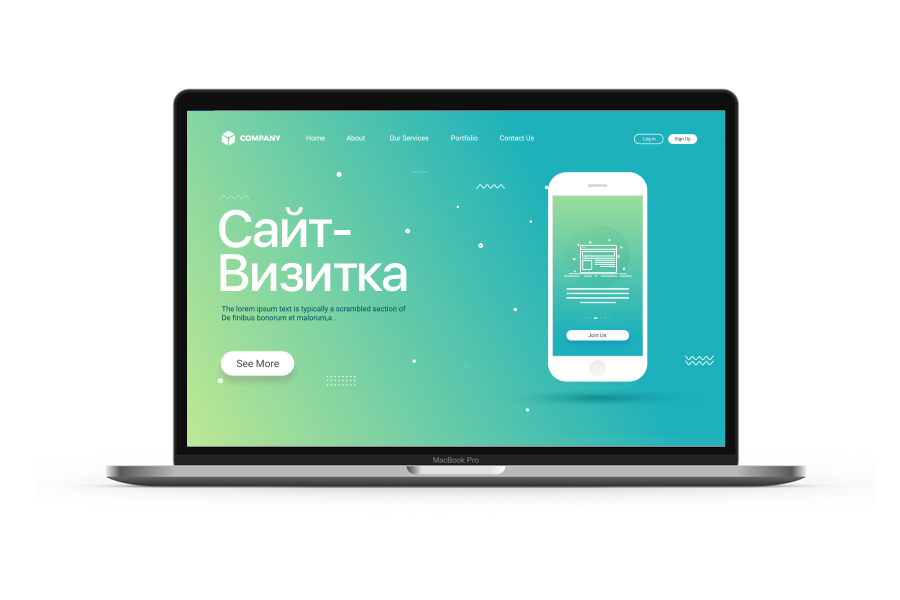 COMPANY Home About Our Services Portfolio Contact Us Log In Sign Up
Сайт-
Визитка
The lorem ipsum text is typically a scrambled section of
De finibus bonorum et malorum,a .
See More
Join Us
MacBook Pro